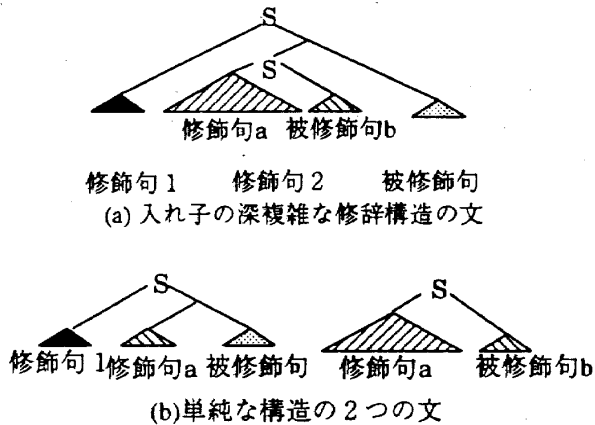 S
S
修飾句a 被修飾句b
修飾句1 修飾句2 被修飾句
(a) 入れ子の深複雑な修辞構造の文
S S
修飾句1 修飾句a 被修飾句 修飾句a 被修飾句b
(b)単純な構造の2つの文